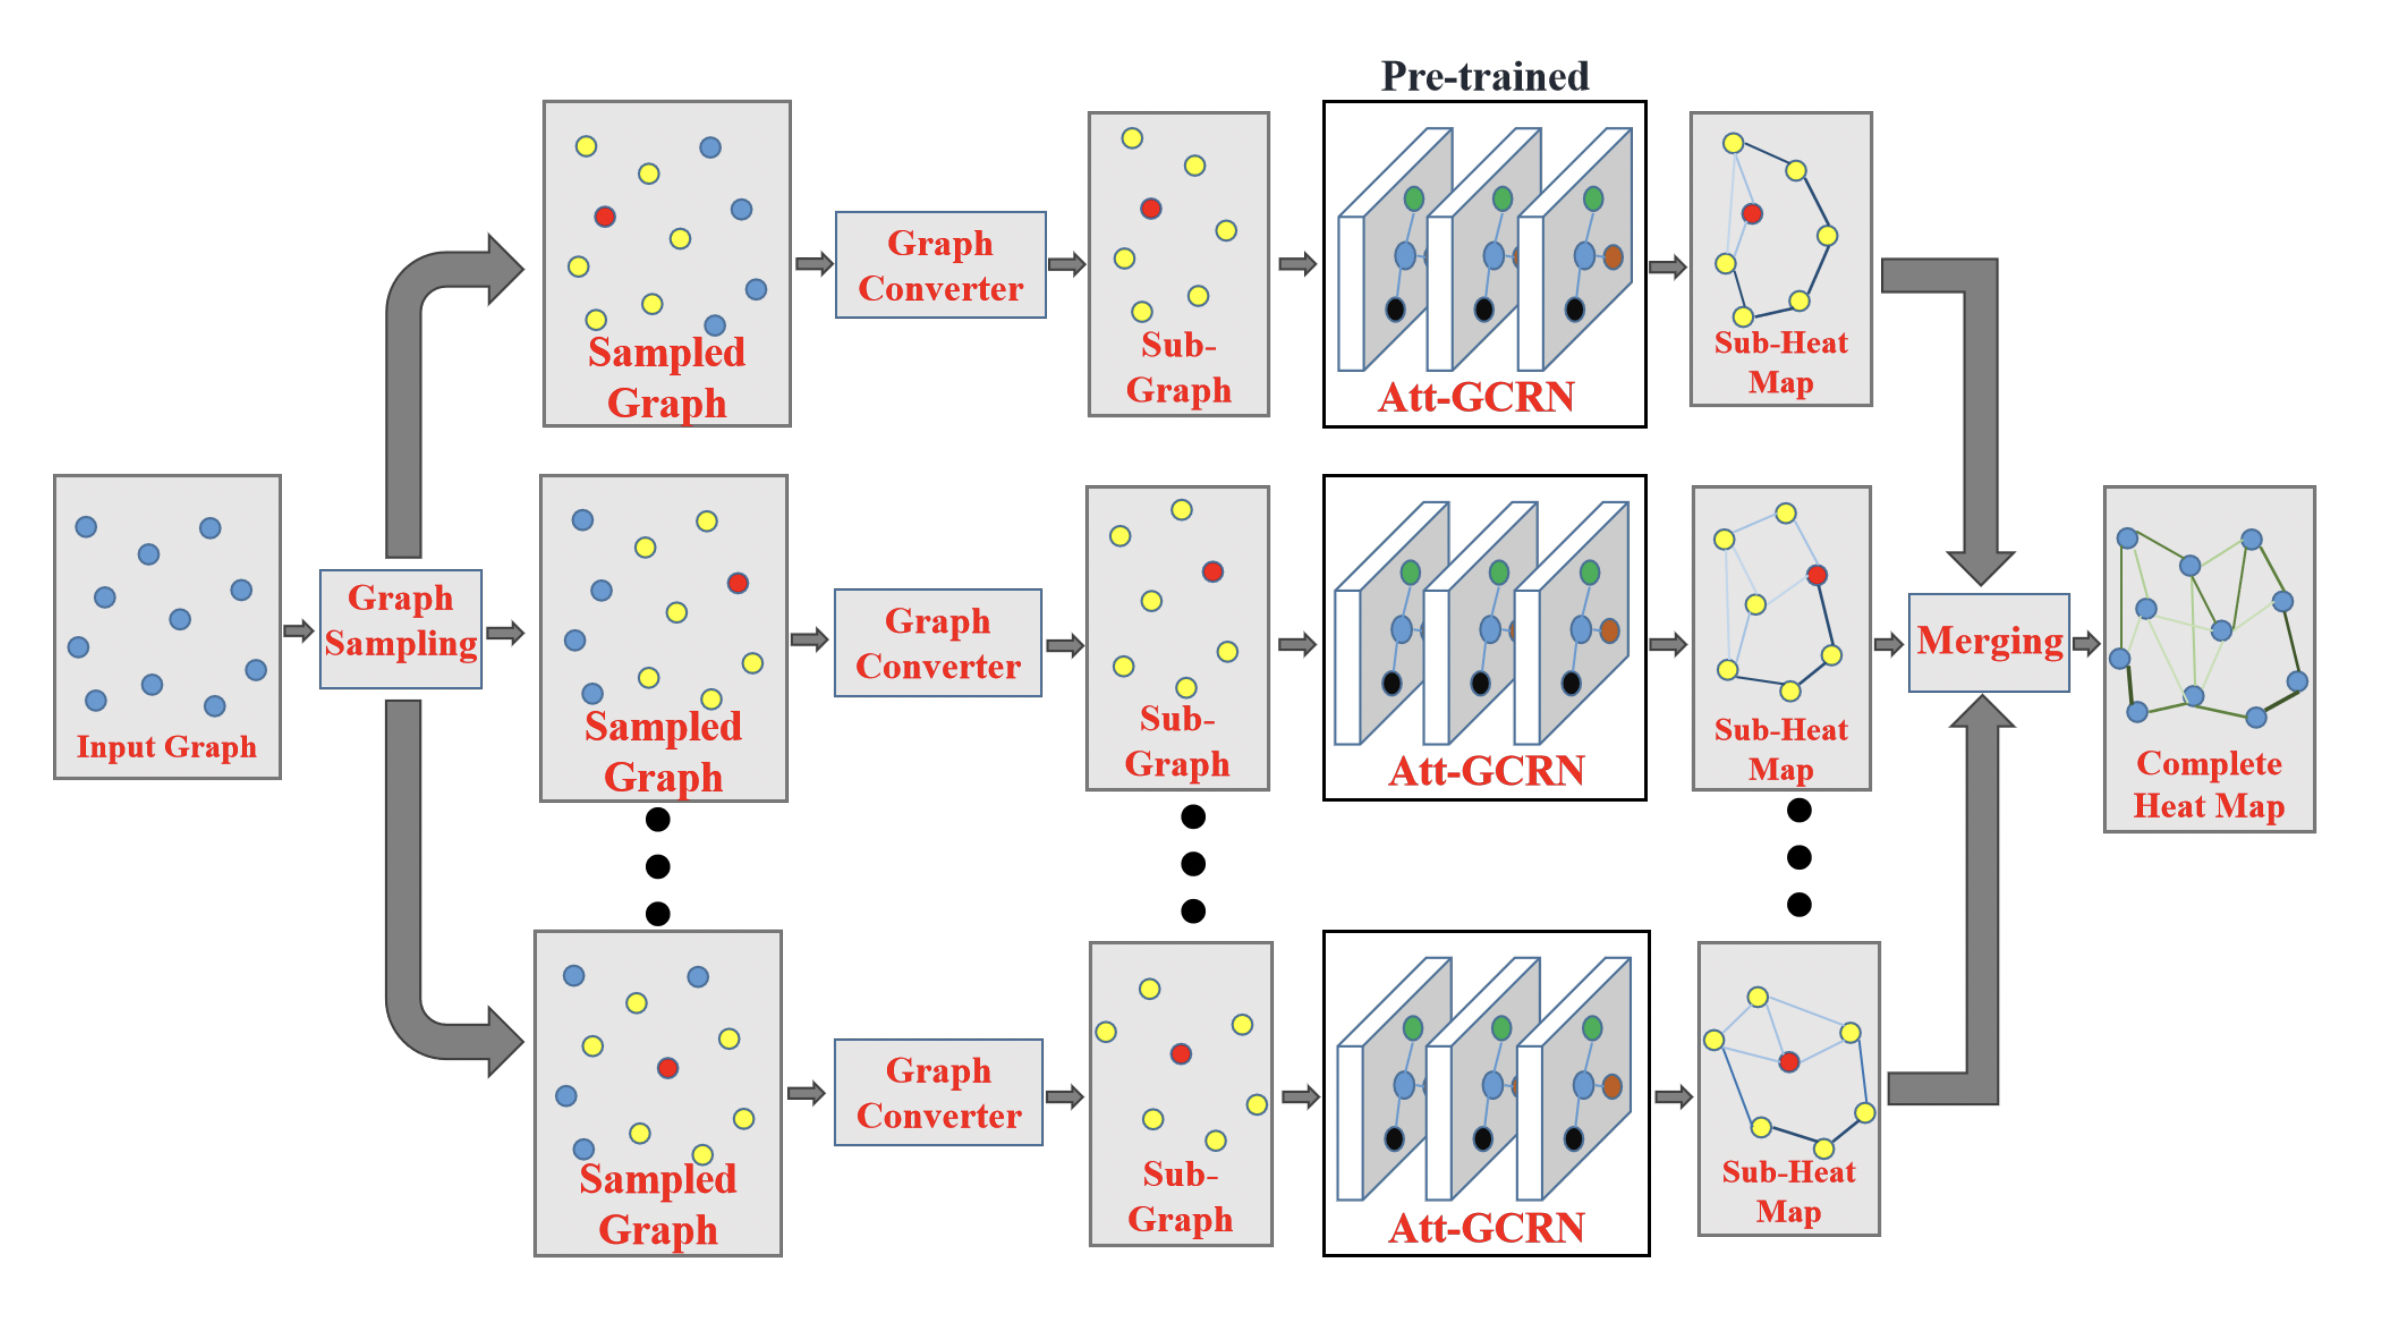 Pre-trained
Sampled
Graph
Graph
Converter
Sub-
Graph
Att-GCRN
Sub-Heat
Map
Input Graph
Graph
Sampling
Sampled
Graph
Graph
Converter
Sub-
Graph
Att-GCRN
Sub-Heat
Map
Merging
Complete
Heat Map
Sampled
Graph
Graph
Converter
Sub-
Graph
Att-GCRN
Sub-Heat
Map